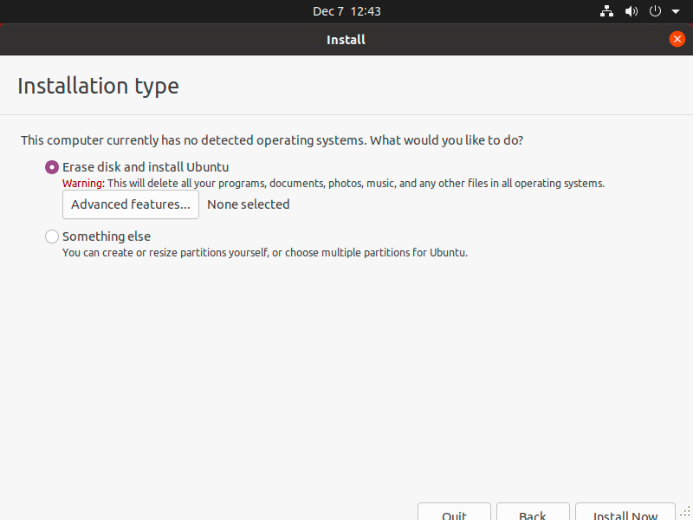 Dec 7 12:43
Install
Installation type
This computer currently has no detected operating systems. What would you like to do?
Erase disk and install Ubuntu
Warning: This will delete all your programs, documents, photos, music, and any other files in all operating systems.
Advanced features... None selected
Something else
You can create or resize partitions yourself, or choose multiple partitions for Ubuntu.
Quit Back Install Now